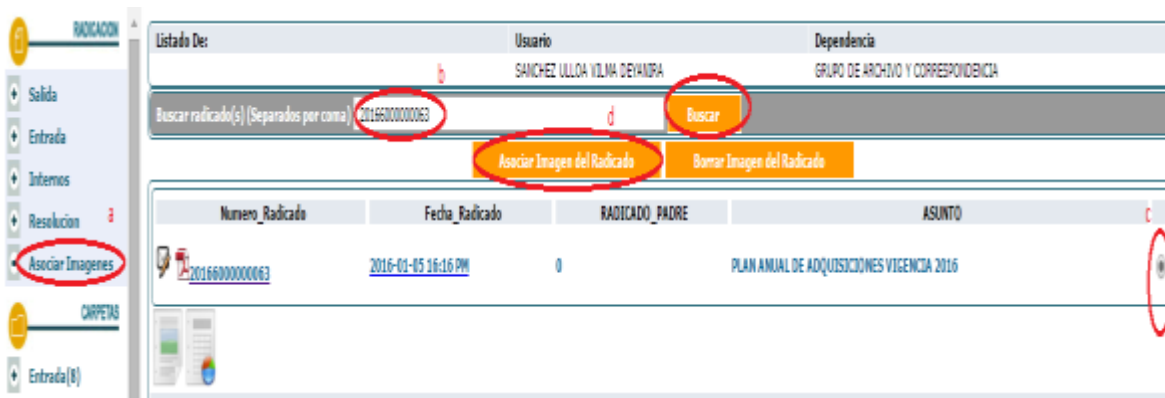 RADICACION
Salida
Entrada
Internos
Resolucion
a
Asociar Imagenes
CARPETAS
Entrada(8)
Listado De:
Usuario
Dependencia
b
SANCHEZ ULLOA VILMA DEYANIRA
GRUPO DE ARCHIVO Y CORRESPONDENCIA
Buscar radicado(s) (Separados por coma)
20166000000063
d
Buscar
Asociar Imagen del Radicado
Borrar Imagen del Radicado
Numero_Radicado
Fecha_Radicado
RADICADO_PADRE
ASUNTO
c
20166000000063
2016-01-05 16:16 PM
0
PLAN ANUAL DE ADQUISICIONES VIGENCIA 2016